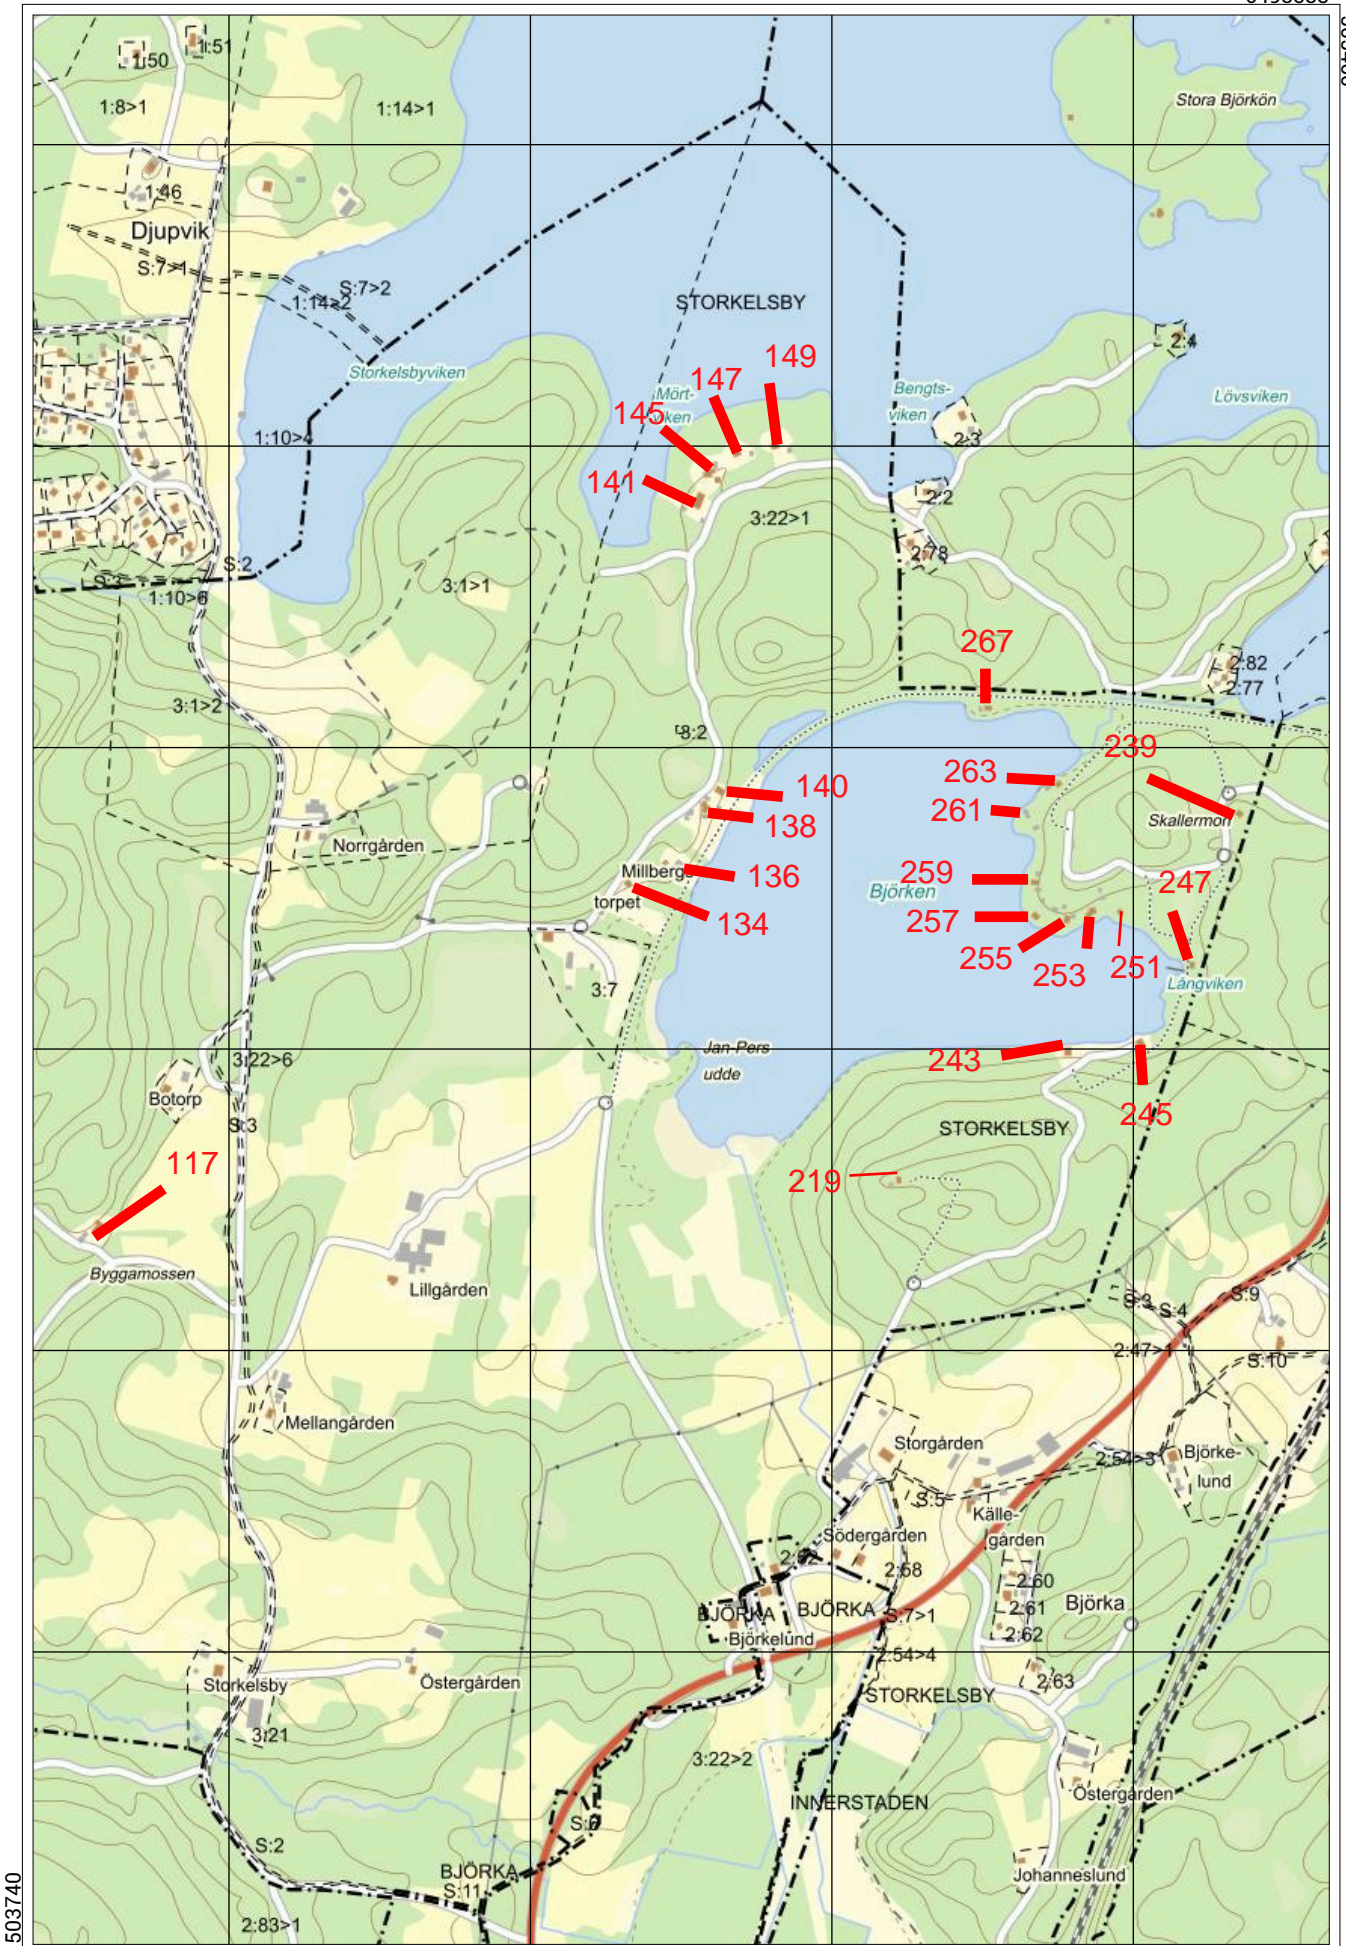 1:51
1:50
Stora Björkön
1:8>1
1:14>1
1:46
Djupvik
S:7>1
S:7>2
1:14>2
STORKELSBY
2:4
149
Storkelsbyviken
147
Mört-
viken
Bengts-
viken
Lövsviken
145
1:10>4
2:3
141
2:2
3:22>1
2:78
S:2
S:3
3:1>1
1:10>6
267
2:82
2:77
3:1>2
3:2
239
263
140
261
Skallermon
138
Norrgården
Millbergs
torpet
136
259
Björken
247
134
257
255
253
251
3:7
Långviken
Jan-Pers
udde
3:22>6
243
Botorp
245
S:3
STORKELSBY
117
219
Byggamossen
Lillgården
S:9
S:3
S:4
2:47>1
S:10
Mellangården
Storgården
Björke-
lund
2:54>3
S:5
Källe-
gården
Södergården
2:68
2:60
2:61
2:62
Björka
BJÖRKA
BJÖRKA
S:7>1
Björkelund
2:54>4
Storkelsby
Östergården
2:63
STORKELSBY
3:21
3:22>2
Östergården
INNERSTADEN
S:2
BJÖRKA
S:11
Johanneslund
2:83>1
503740